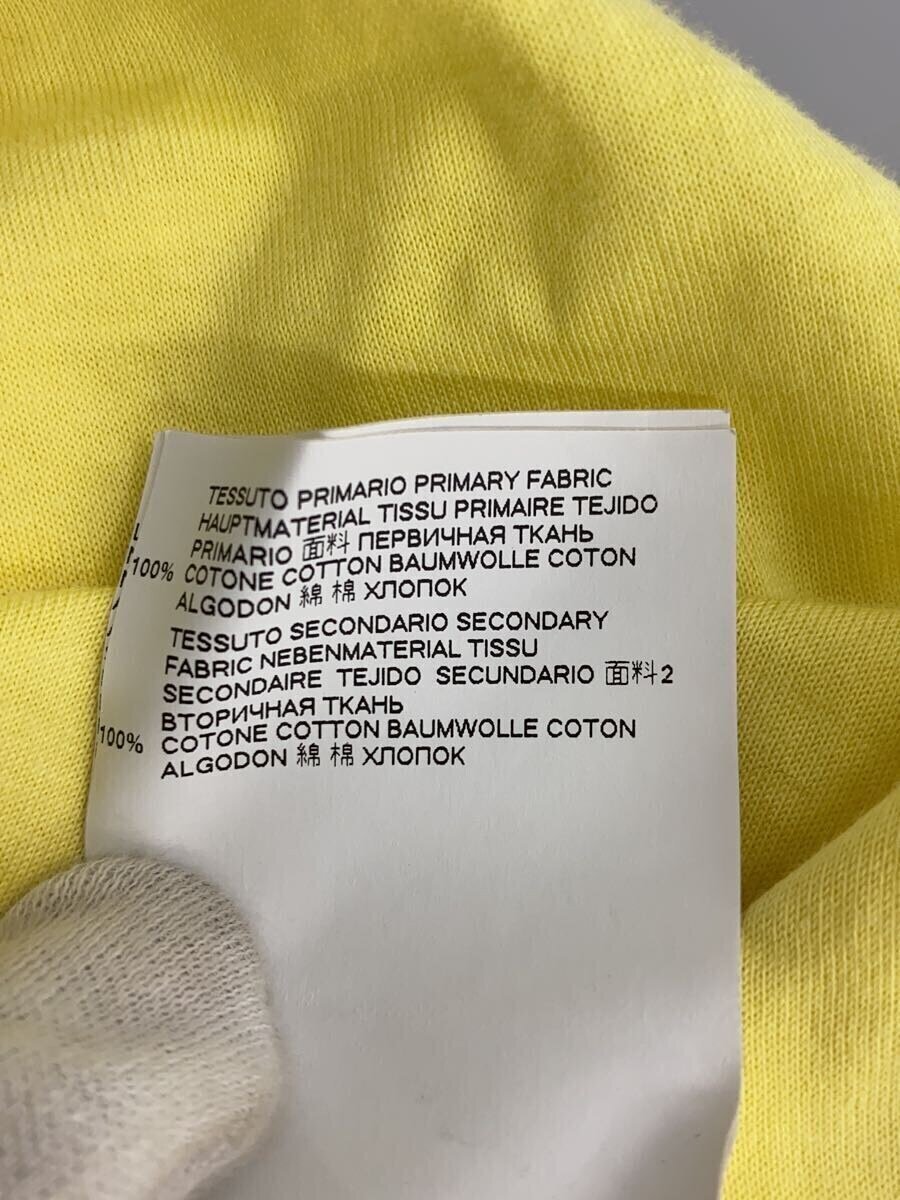 TESSUTO PRIMARIO PRIMARY FABRIC
HAUPTMATERIAL TISSU PRIMAIRE TEJIDO
PRIMARIO 面料 ПЕРВИЧНАЯ ТКАНЬ
100% COTONE COTTON BAUMWOLLE COTON
ALGODON 綿 棉 ХЛОПОК
TESSUTO SECONDARIO SECONDARY
FABRIC NEBENMATERIAL TISSU
SECONDAIRE TEJIDO SECUNDARIO 面料2
ВТОРИЧНАЯ ТКАНЬ
100% COTONE COTTON BAUMWOLLE COTON
ALGODON 綿 棉 ХЛОПОК